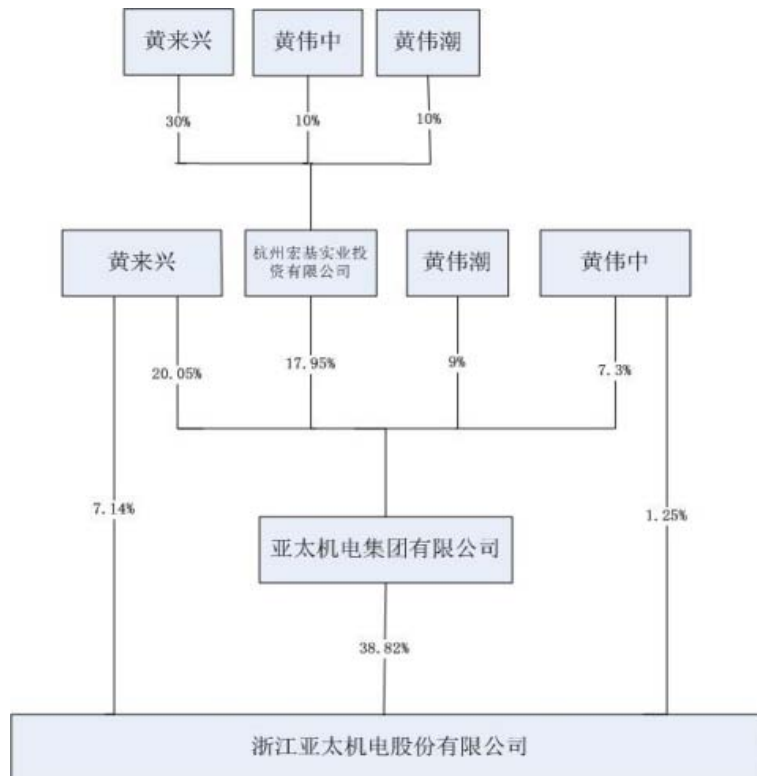 黄来兴
黄伟中
黄伟潮
30%
10%
10%
黄来兴
杭州宏基实业投
资有限公司
黄伟潮
黄伟中
20.05%
17.95%
9%
7.3%
7.14%
1.25%
亚太机电集团有限公司
38.82%
浙江亚太机电股份有限公司